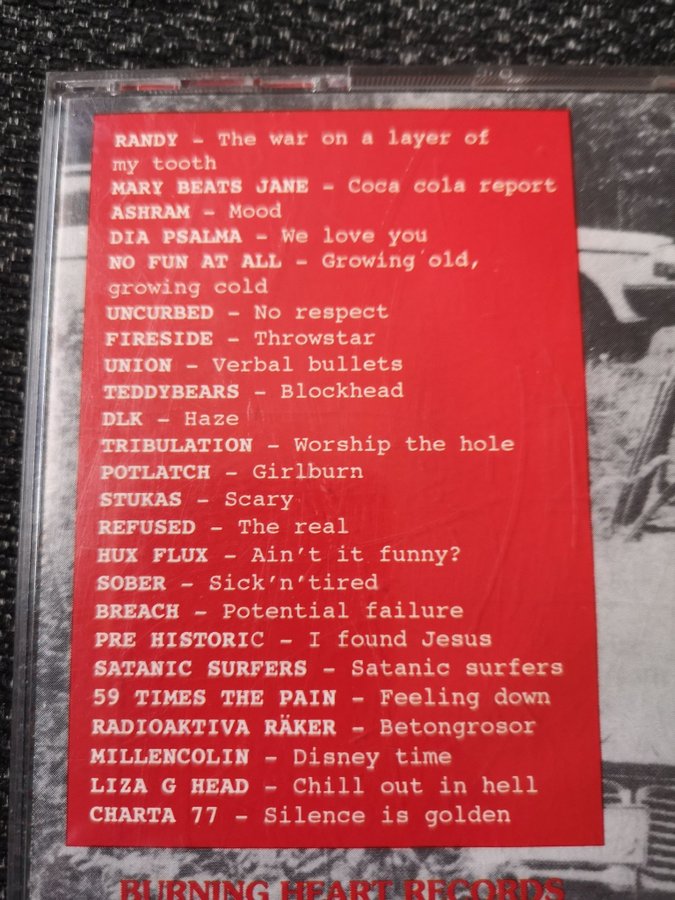 RANDY – The war on a layer of
my tooth
MARY BEATS JANE – Coca cola report
ASHRAM – Mood
DIA PSALMA – We love you
NO FUN AT ALL – Growing old,
growing cold
UNCURBED – No respect
FIRESIDE – Throwstar
UNION – Verbal bullets
TEDDYBEARS – Blockhead
DLK – Haze
TRIBULATION – Worship the hole
POTLATCH – Girlburn
STUKAS – Scary
REFUSED – The real
HUX FLUX – Ain't it funny?
SOBER – Sick'n'tired
BREACH – Potential failure
PRE HISTORIC – I found Jesus
SATANIC SURFERS – Satanic surfers
59 TIMES THE PAIN – Feeling down
RADIOAKTIVA RÄKER – Betongrosor
MILLENCOLIN – Disney time
LIZA G HEAD – Chill out in hell
CHARTA 77 – Silence is golden
BURNING HEART RECORDS